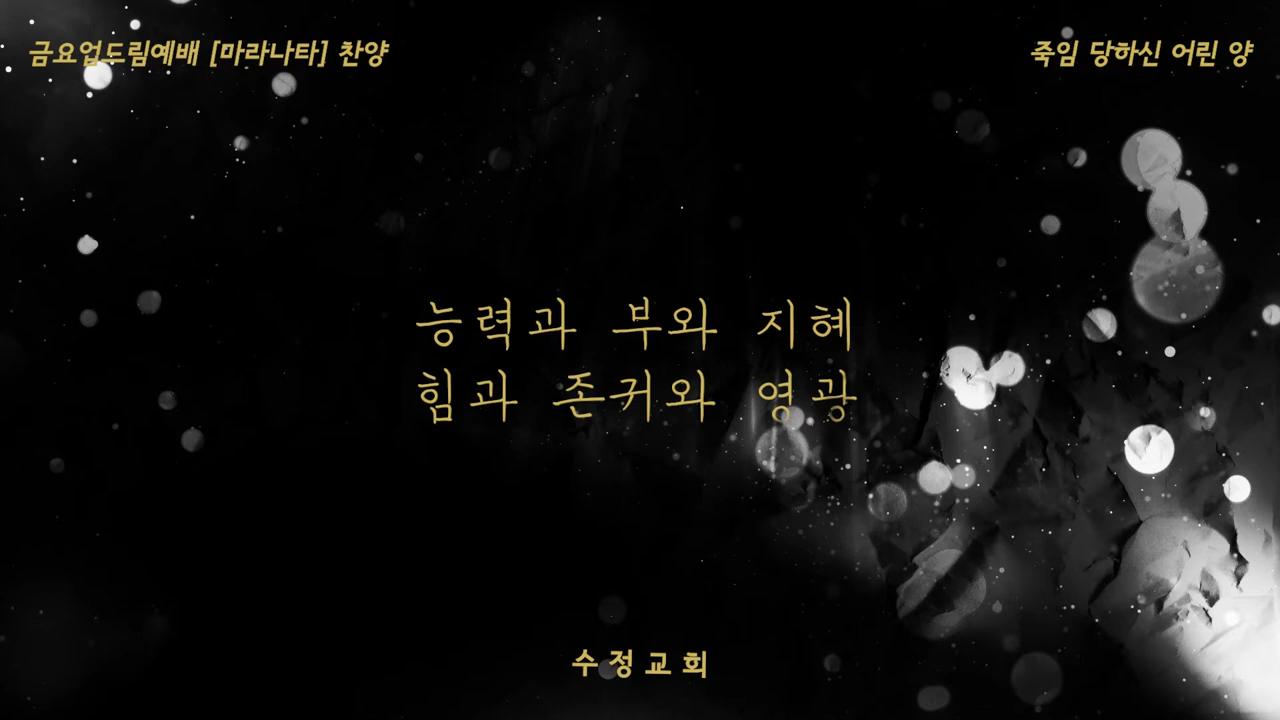 금요업드림예배 [마라나타] 찬양
죽임 당하신 어린 양
능력과 부와 지혜
힘과 존귀와 영광
수정교회